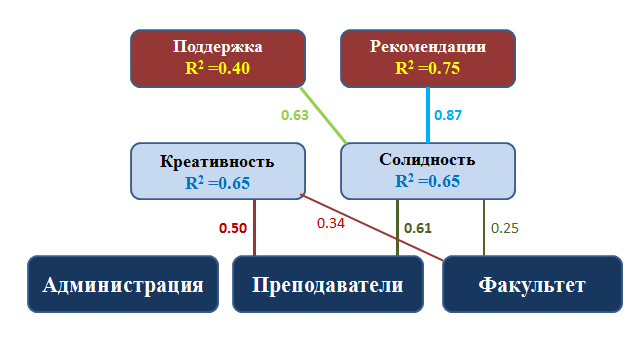 Поддержка
R² =0.40
Рекомендации
R² =0.75
0.63
0.87
Креативность
R² =0.65
Солидность
R² =0.65
0.50
0.34
0.61
0.25
Администрация
Преподаватели
Факультет